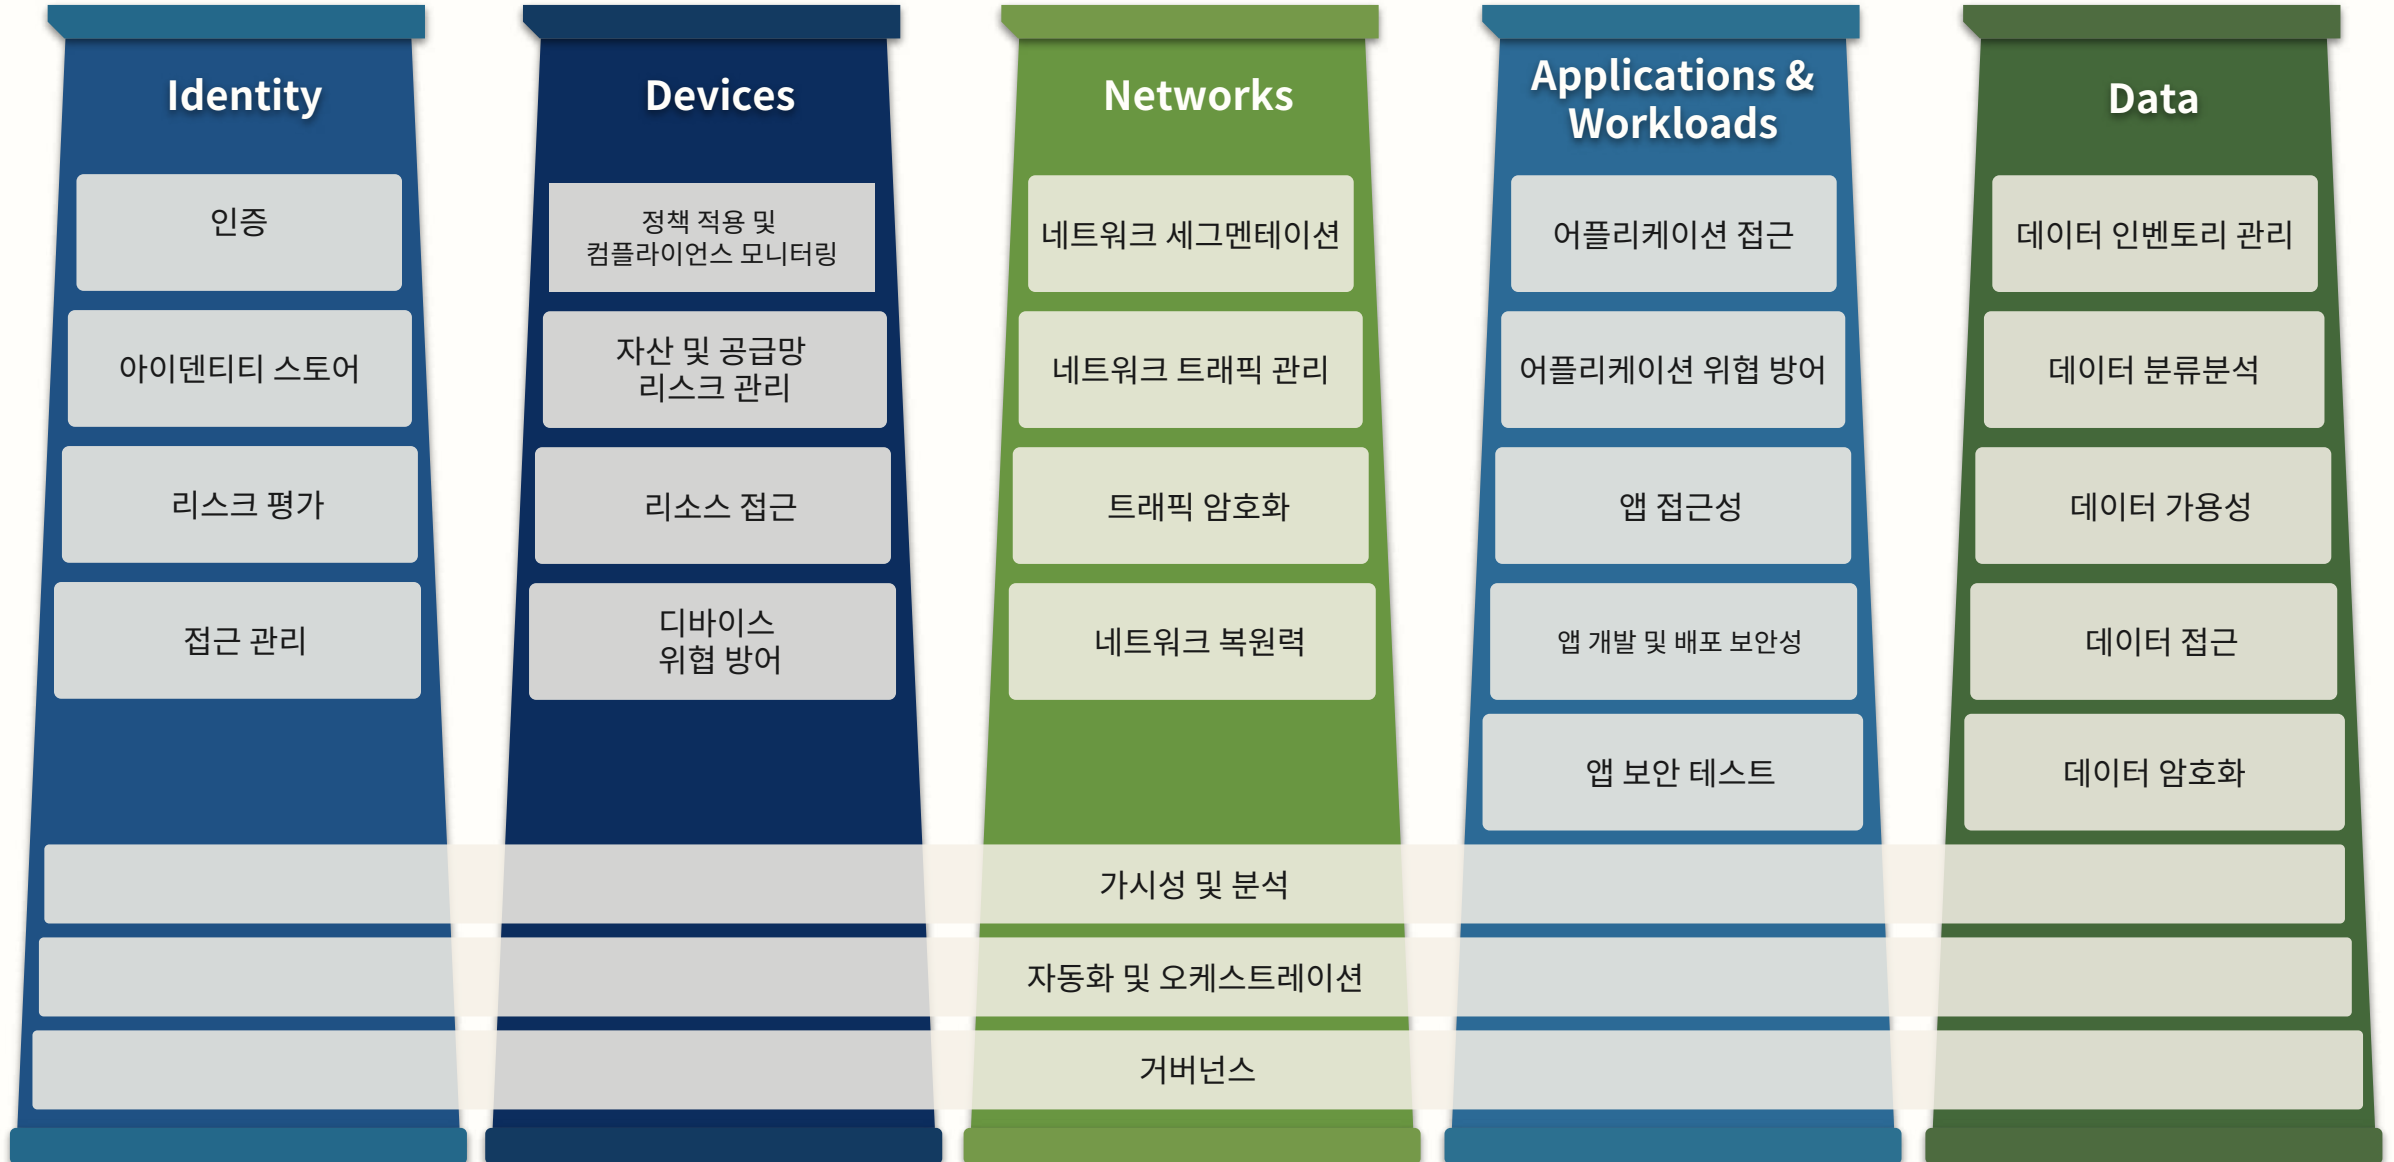 Identity
인증
아이덴티티 스토어
리스크 평가
접근 관리
Devices
정책 적용 및
컴플라이언스 모니터링
자산 및 공급망
리스크 관리
리소스 접근
디바이스
위협 방어
Networks
네트워크 세그멘테이션
네트워크 트래픽 관리
트래픽 암호화
네트워크 복원력
Applications &
Workloads
어플리케이션 접근
어플리케이션 위협 방어
앱 접근성
앱 개발 및 배포 보안성
앱 보안 테스트
Data
데이터 인벤토리 관리
데이터 분류분석
데이터 가용성
데이터 접근
데이터 암호화
가시성 및 분석
자동화 및 오케스트레이션
거버넌스